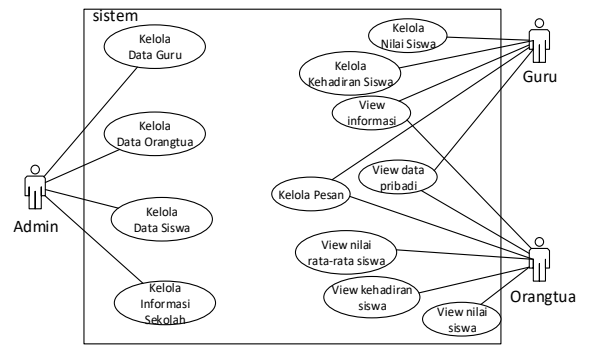 sistem
Kelola
Data Guru
Kelola
Data Orangtua
Kelola
Data Siswa
Kelola
Informasi
Sekolah
Admin
Kelola
Nilai Siswa
Kelola
Kehadiran Siswa
View
informasi
View data
pribadi
Kelola Pesan
View nilai
rata-rata siswa
View kehadiran
siswa
View nilai
siswa
Guru
Orangtua